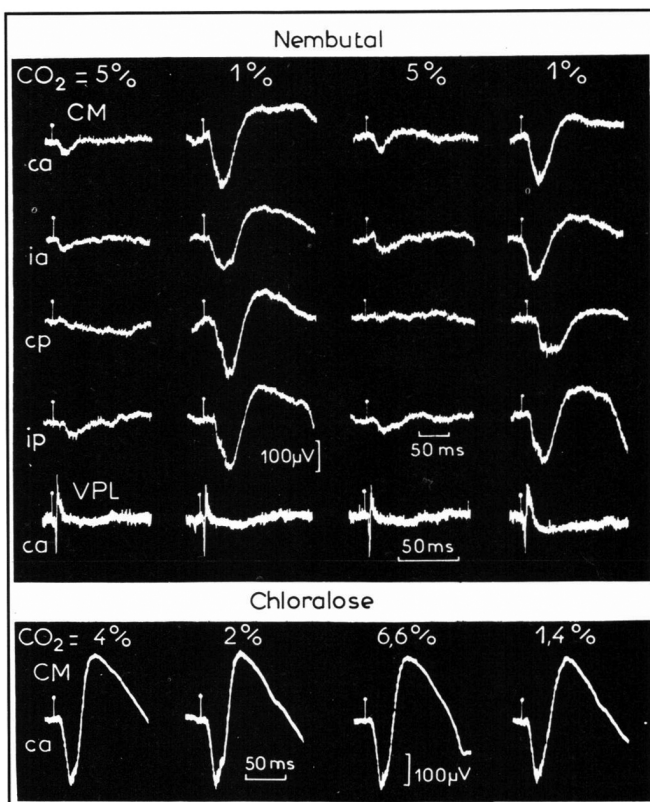 Nembutal
CO₂ = 5% 1% 5% 1%
CM
ca
ia
cp
ip
100µV
50 ms
VPL
ca
50ms
Chloralose
CO₂= 4% 2% 6,6% 1,4%
CM
ca
50 ms
100µV